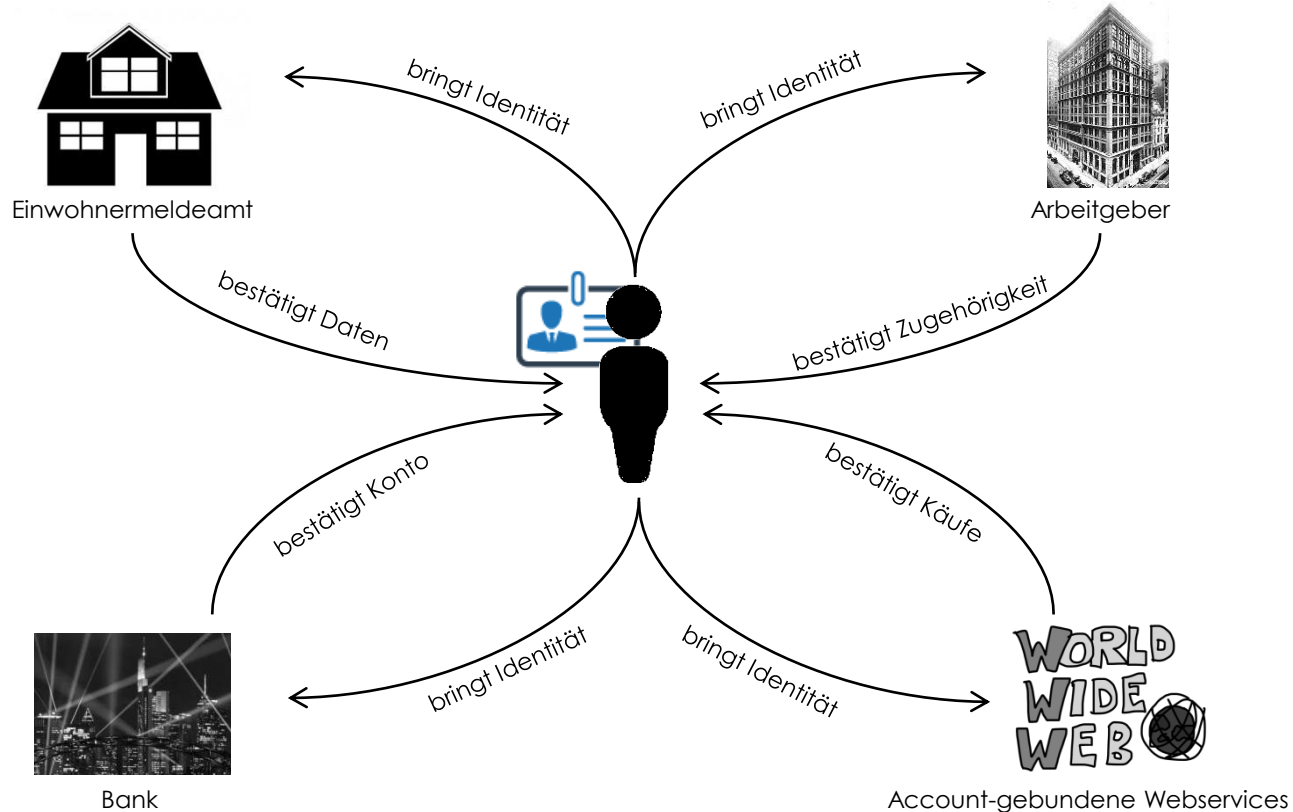 bringt Identität
bringt Identität
Einwohnermeldeamt
Arbeitgeber
bestätigt Daten
bestätigt Zugehörigkeit
bestätigt Konto
bestätigt Käufe
bringt Identität
bringt Identität
WORLD
WIDE
WEB
Bank
Account-gebundene Webservices